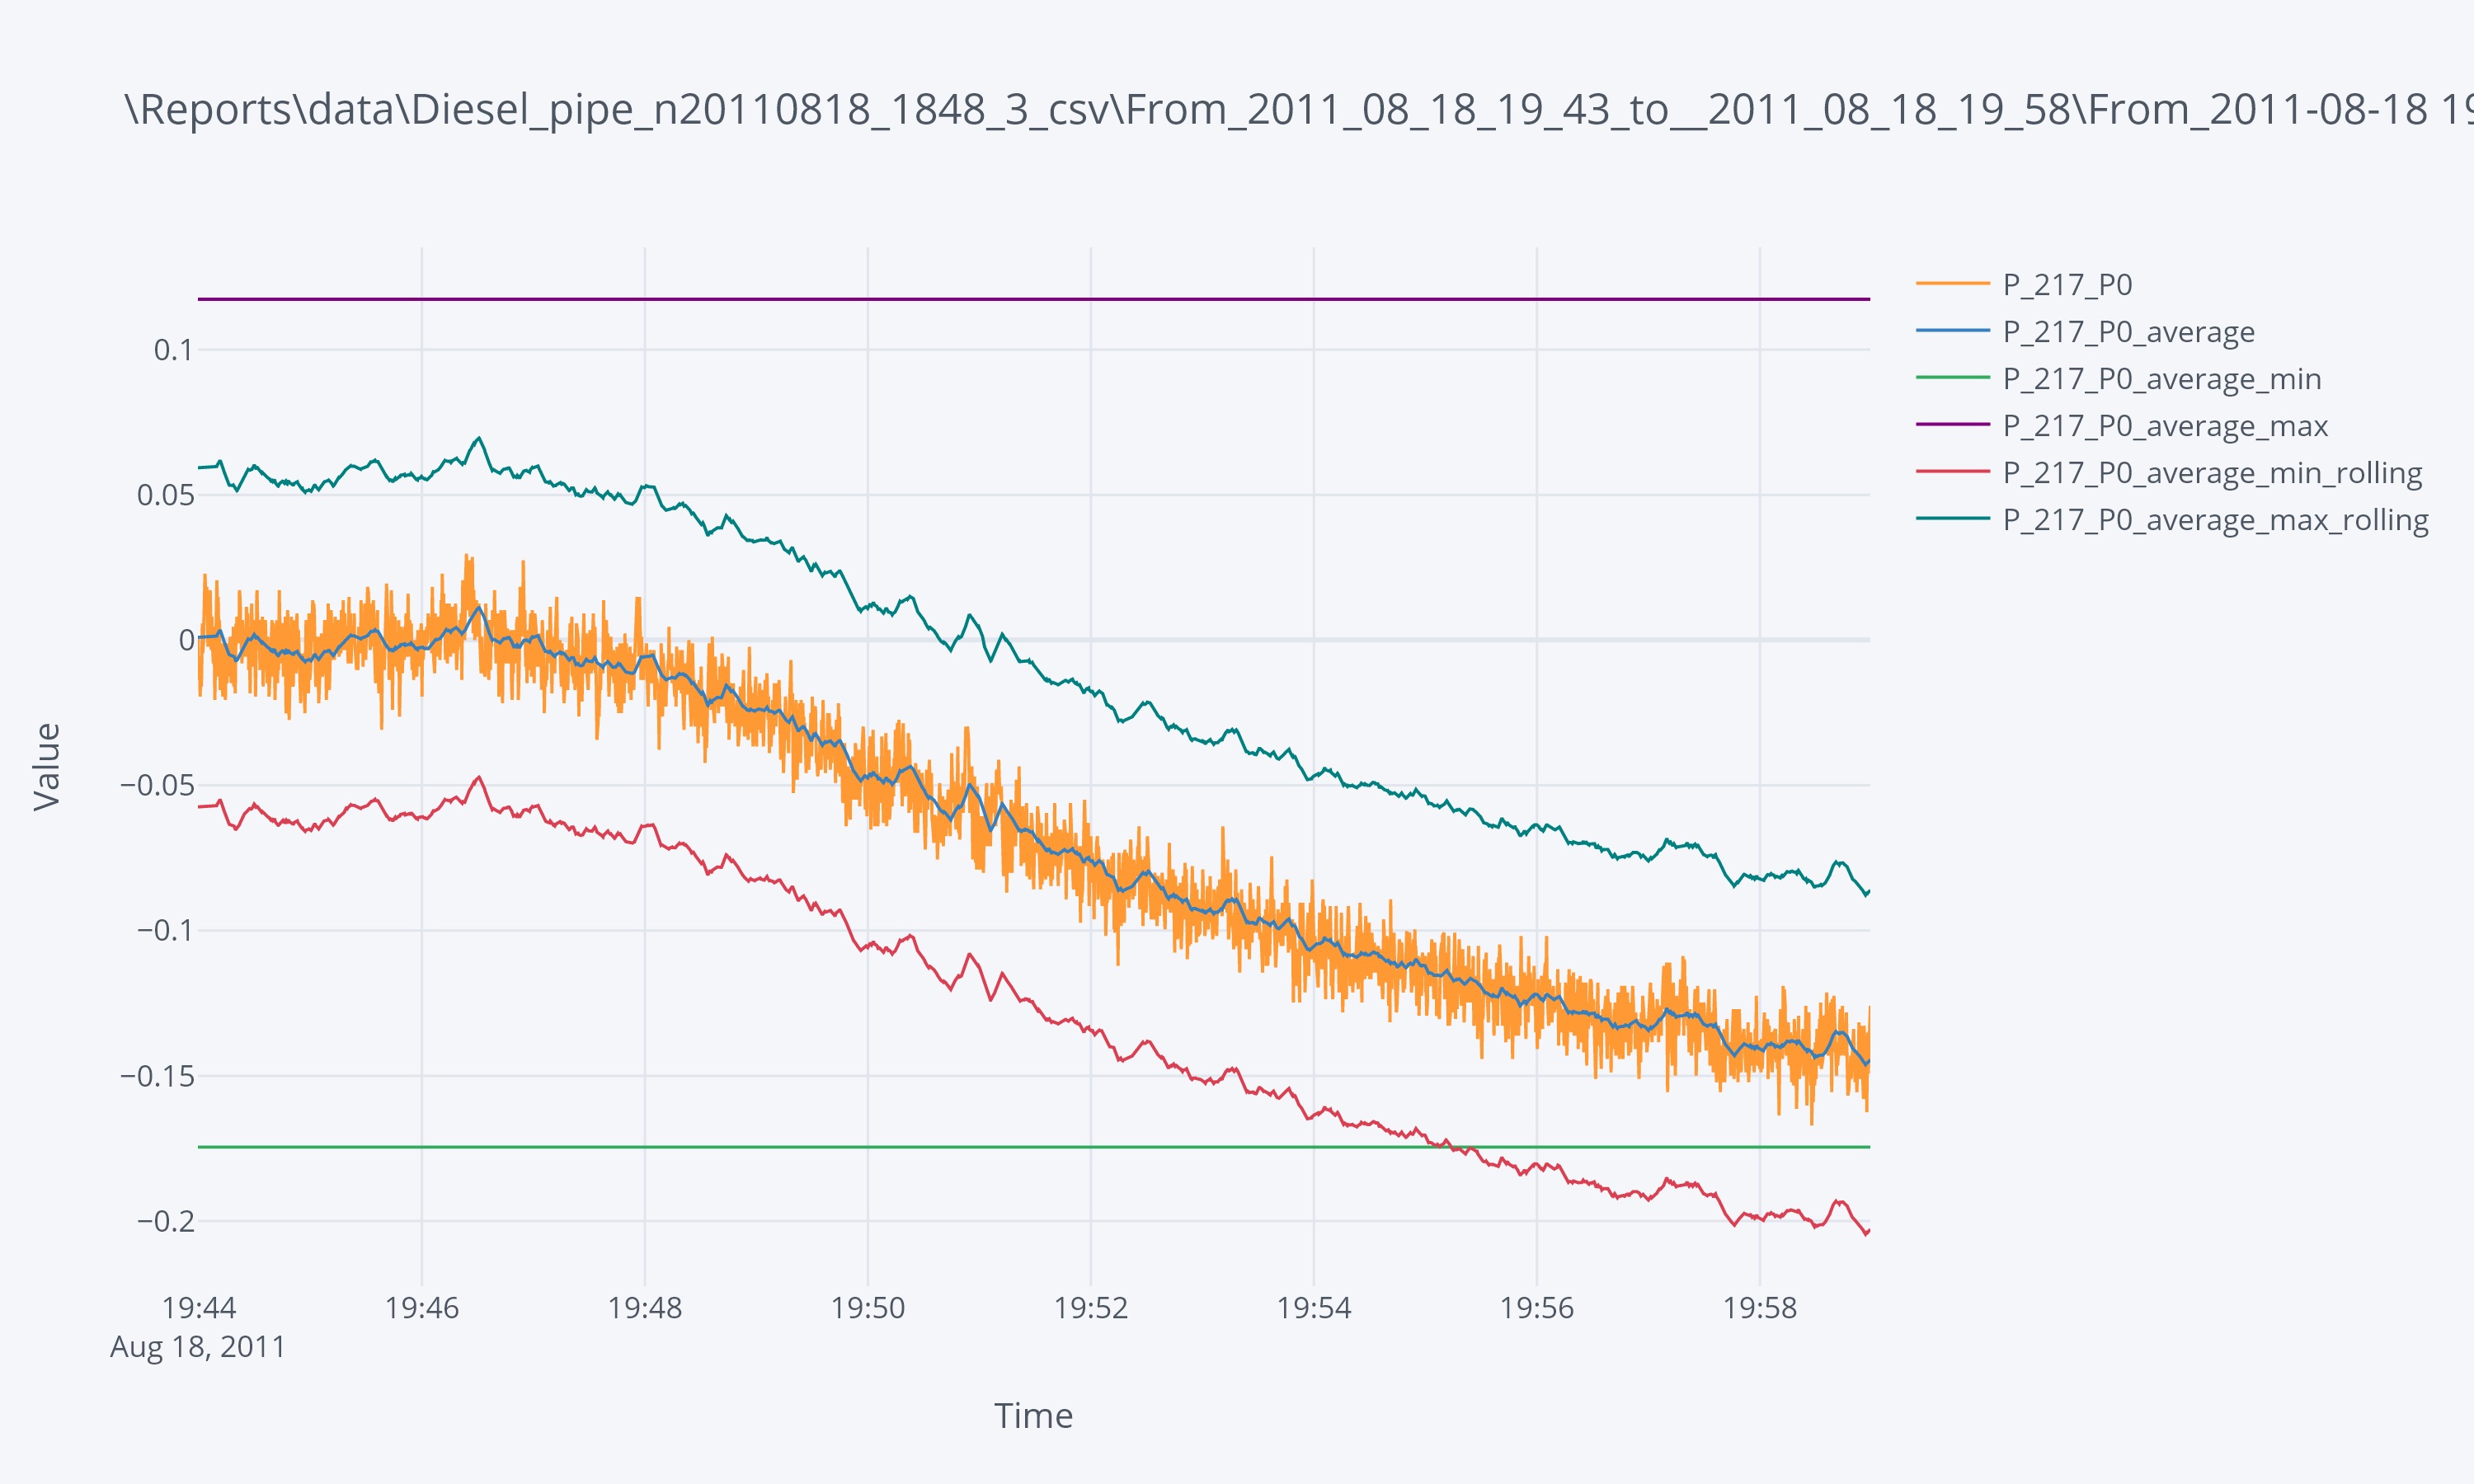 \Reports\data\Diesel_pipe_n20110818_1848_3_csv\From_2011_08_18_19_43_to__2011_08_18_19_58\From_2011-08-18 19
P_217_P0
P_217_P0_average
P_217_P0_average_min
P_217_P0_average_max
P_217_P0_average_min_rolling
P_217_P0_average_max_rolling
Value
0.1
0.05
0
−0.05
−0.1
−0.15
−0.2
19:44 19:46 19:48 19:50 19:52 19:54 19:56 19:58
Aug 18, 2011
Time